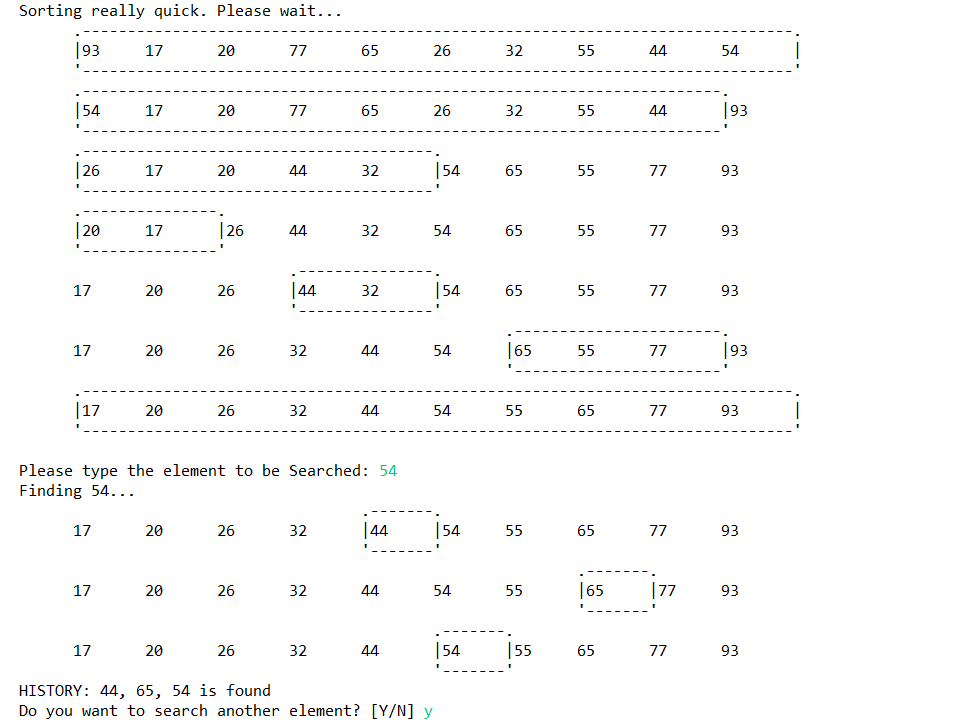 Sorting really quick. Please wait...
.-------------------------------------------------------------------------------.
|93     17      20      77      65      26      32      55      44      54      |
'-------------------------------------------------------------------------------'
.-----------------------------------------------------------------------.
|54     17      20      77      65      26      32      55      44      |93
'-----------------------------------------------------------------------'
.---------------------------------------.
|26     17      20      44      32      |54     65      55      77      93
'---------------------------------------'
.---------------.
|20     17      |26     44      32      54      65      55      77      93
'---------------'
.---------------.
17      20      26      |44     32      |54     65      55      77      93
'---------------'
.-----------------------.
17      20      26      32      44      54      |65     55      77      |93
'-----------------------'
.-------------------------------------------------------------------------------.
|17     20      26      32      44      54      55      65      77      93      |
'-------------------------------------------------------------------------------'
Please type the element to be Searched: 54
Finding 54...
.-------.
17      20      26      32      |44     |54     55      65      77      93
'-------'
.-------.
17      20      26      32      44      54      55      |65     |77     93
'-------'
.-------.
17      20      26      32      44      |54     |55     65      77      93
'-------'
HISTORY: 44, 65, 54 is found
Do you want to search another element? [Y/N] y